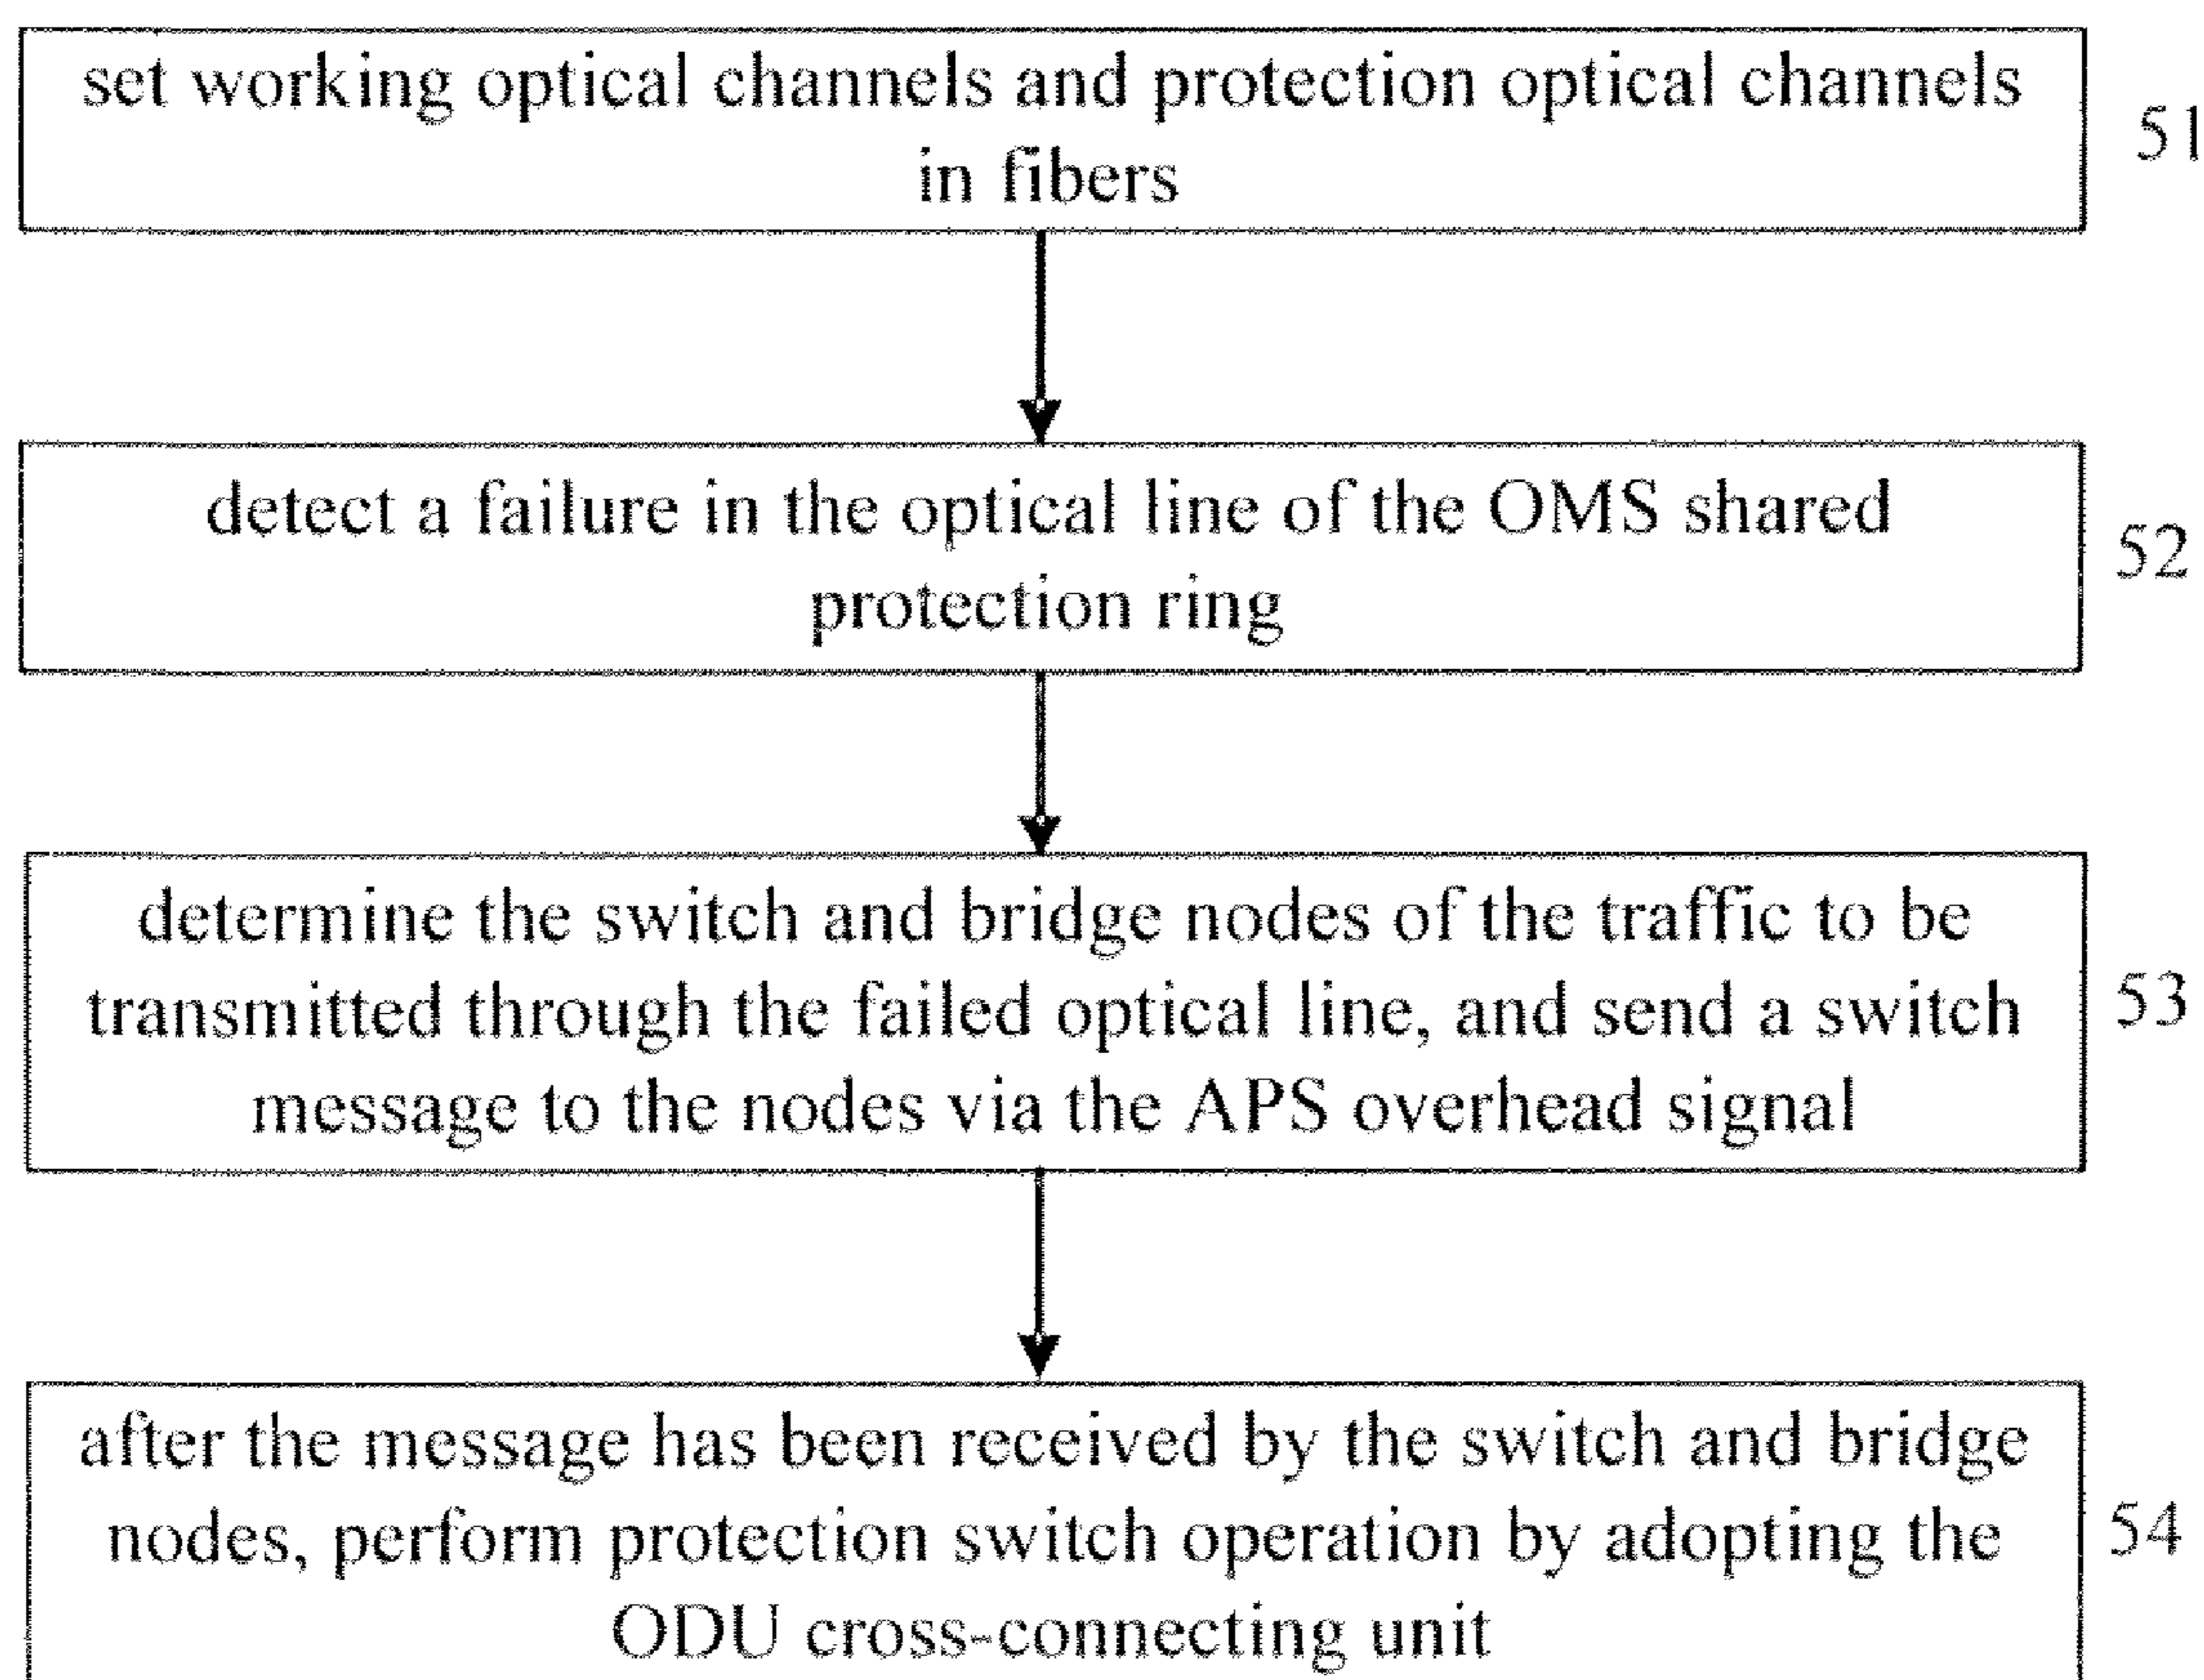 set working optical channels and protection optical channels
in fibers
51
detect a failure in the optical line of the OMS shared
protection ring
52
determine the switch and bridge nodes of the traffic to be
transmitted through the failed optical line, and send a switch
message to the nodes via the APS overhead signal
53
after the message has been received by the switch and bridge
nodes, perform protection switch operation by adopting the
ODU cross-connecting unit
54